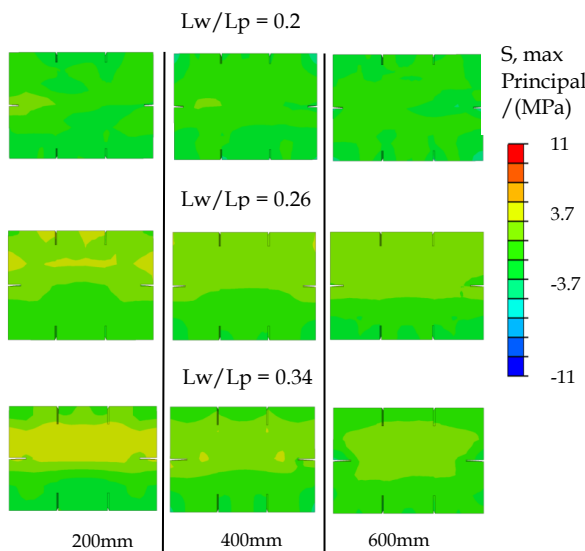 Lw/Lp = 0.2
S, max
Principal
/(MPa)
11
3.7
-3.7
-11
Lw/Lp = 0.26
Lw/Lp = 0.34
200mm
400mm
600mm